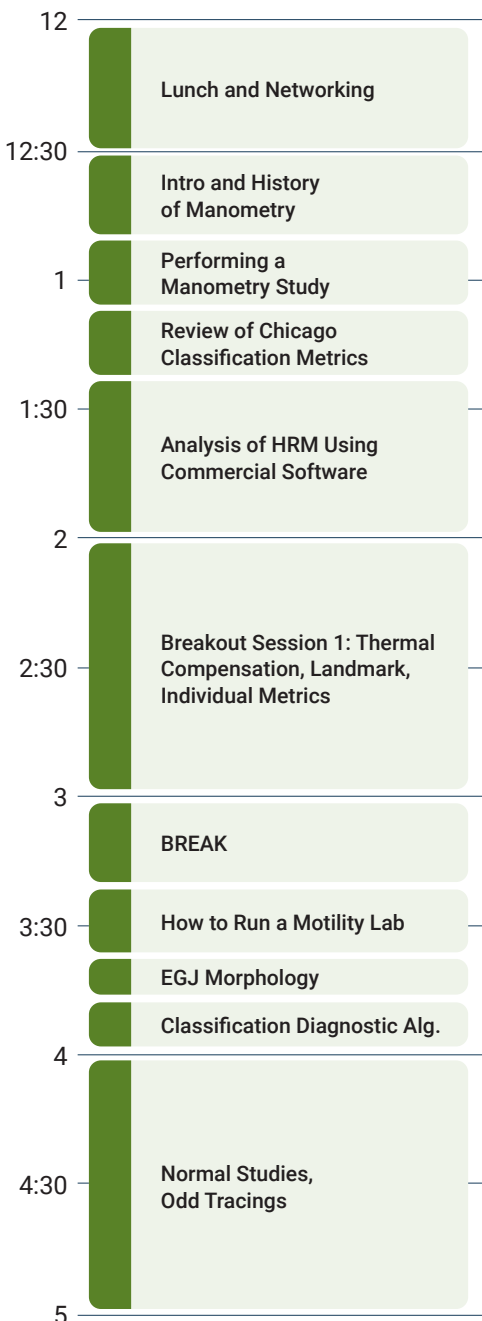 12
Lunch and Networking
12:30
Intro and History
of Manometry
Performing a
1
Manometry Study
Review of Chicago
Classification Metrics
1:30
Analysis of HRM Using
Commercial Software
2
Breakout Session 1: Thermal
2:30
Compensation, Landmark,
Individual Metrics
3
BREAK
3:30
How to Run a Motility Lab
EGJ Morphology
Classification Diagnostic Alg.
4
4:30
Normal Studies,
Odd Tracings
5